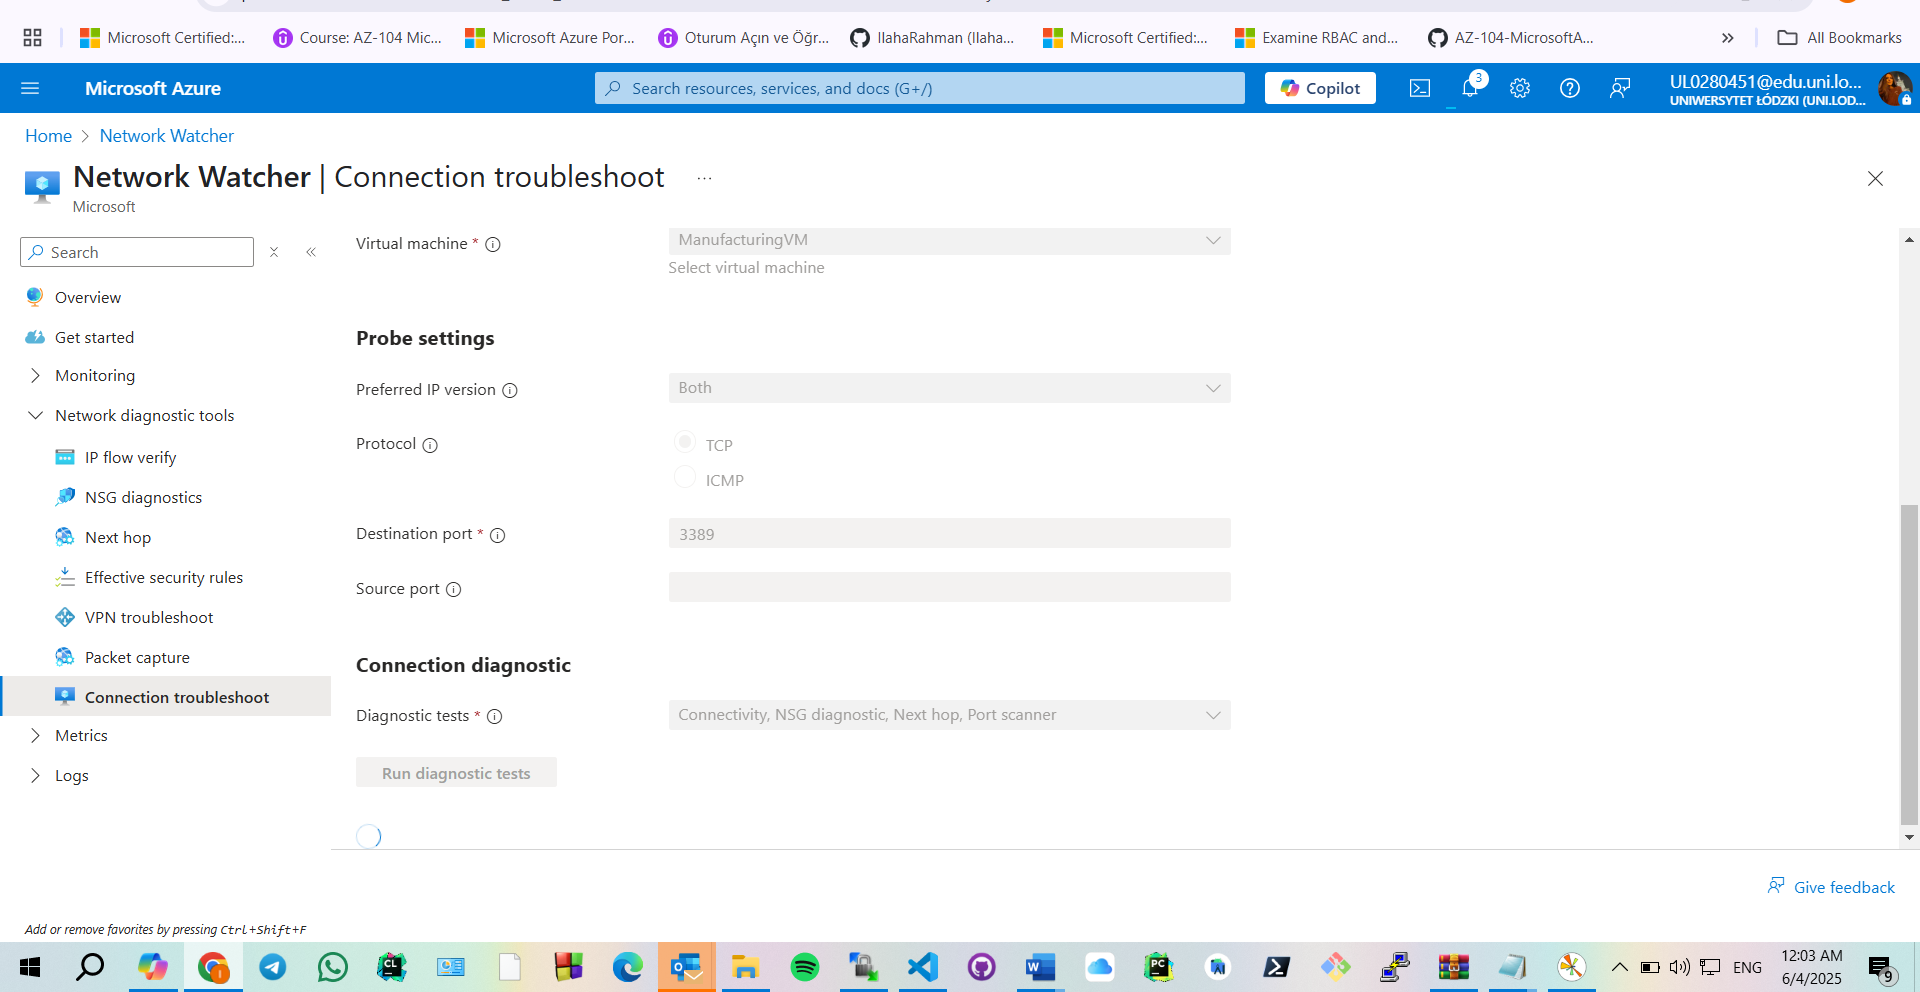 Microsoft Certified:...
Course: AZ-104 Mic...
Microsoft Azure Por...
Oturum Açın ve Öğr...
IlahaRahman (Ilaha...
Microsoft Certified:...
Examine RBAC and...
AZ-104-MicrosoftA...
»
All Bookmarks
Microsoft Azure
Search resources, services, and docs (G+/)
Copilot
3
UL0280451@edu.uni.lo...
UNIWERSYTET ŁÓDZKI (UNI.LOD...
Home > Network Watcher
Network Watcher | Connection troubleshoot ...
Microsoft
Search
Overview
Get started
Monitoring
Network diagnostic tools
IP flow verify
NSG diagnostics
Next hop
Effective security rules
VPN troubleshoot
Packet capture
Connection troubleshoot
Metrics
Logs
Virtual machine *
ManufacturingVM
Select virtual machine
Probe settings
Preferred IP version
Both
Protocol
TCP
ICMP
Destination port *
3389
Source port
Connection diagnostic
Diagnostic tests *
Connectivity, NSG diagnostic, Next hop, Port scanner
Run diagnostic tests
Give feedback
Add or remove favorites by pressing Ctrl+Shift+F
ENG
12:03 AM
6/4/2025
9